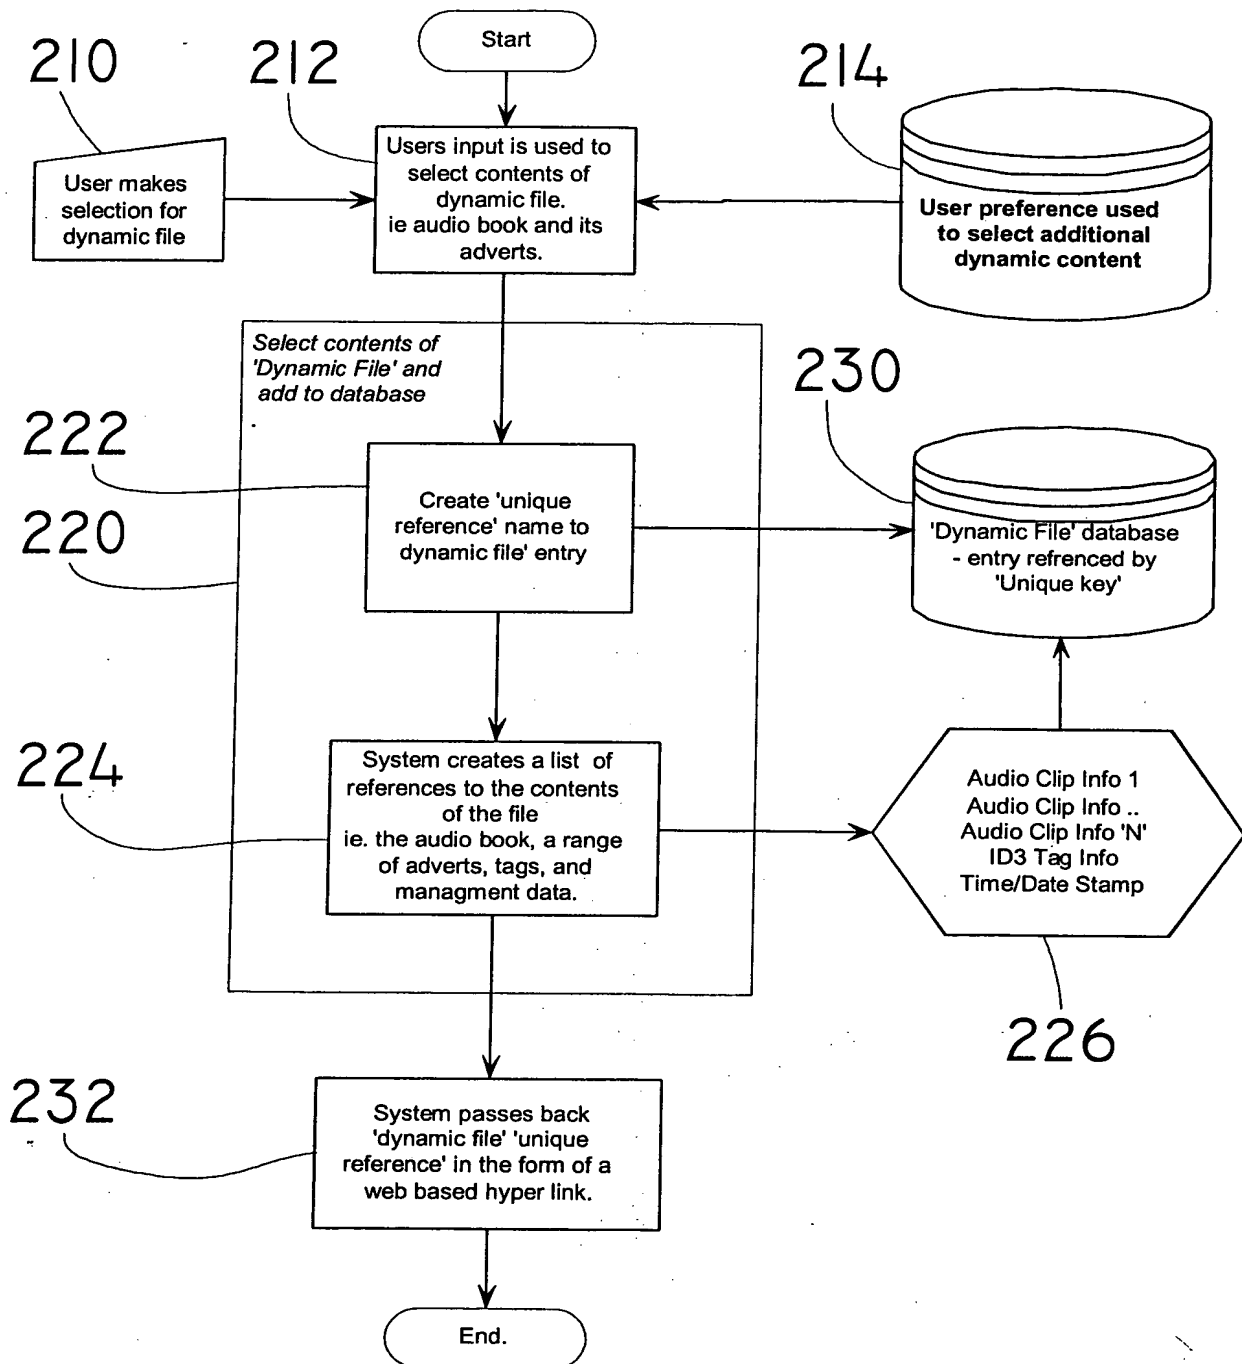 Start
210
212
214
User makes
selection for
dynamic file
Users input is used to
select contents of
dynamic file.
ie audio book and its
adverts.
User preference used
to select additional
dynamic content
Select contents of
'Dynamic File' and
add to database
230
222
Create 'unique
reference' name to
dynamic file' entry
220
'Dynamic File' database
- entry refrenced by
'Unique key'
224
System creates a list of
references to the contents
of the file
ie. the audio book, a range
of adverts, tags, and
managment data.
Audio Clip Info 1
Audio Clip Info ..
Audio Clip Info 'N'
ID3 Tag Info
Time/Date Stamp
226
232
System passes back
'dynamic file' 'unique
reference' in the form of a
web based hyper link.
End.